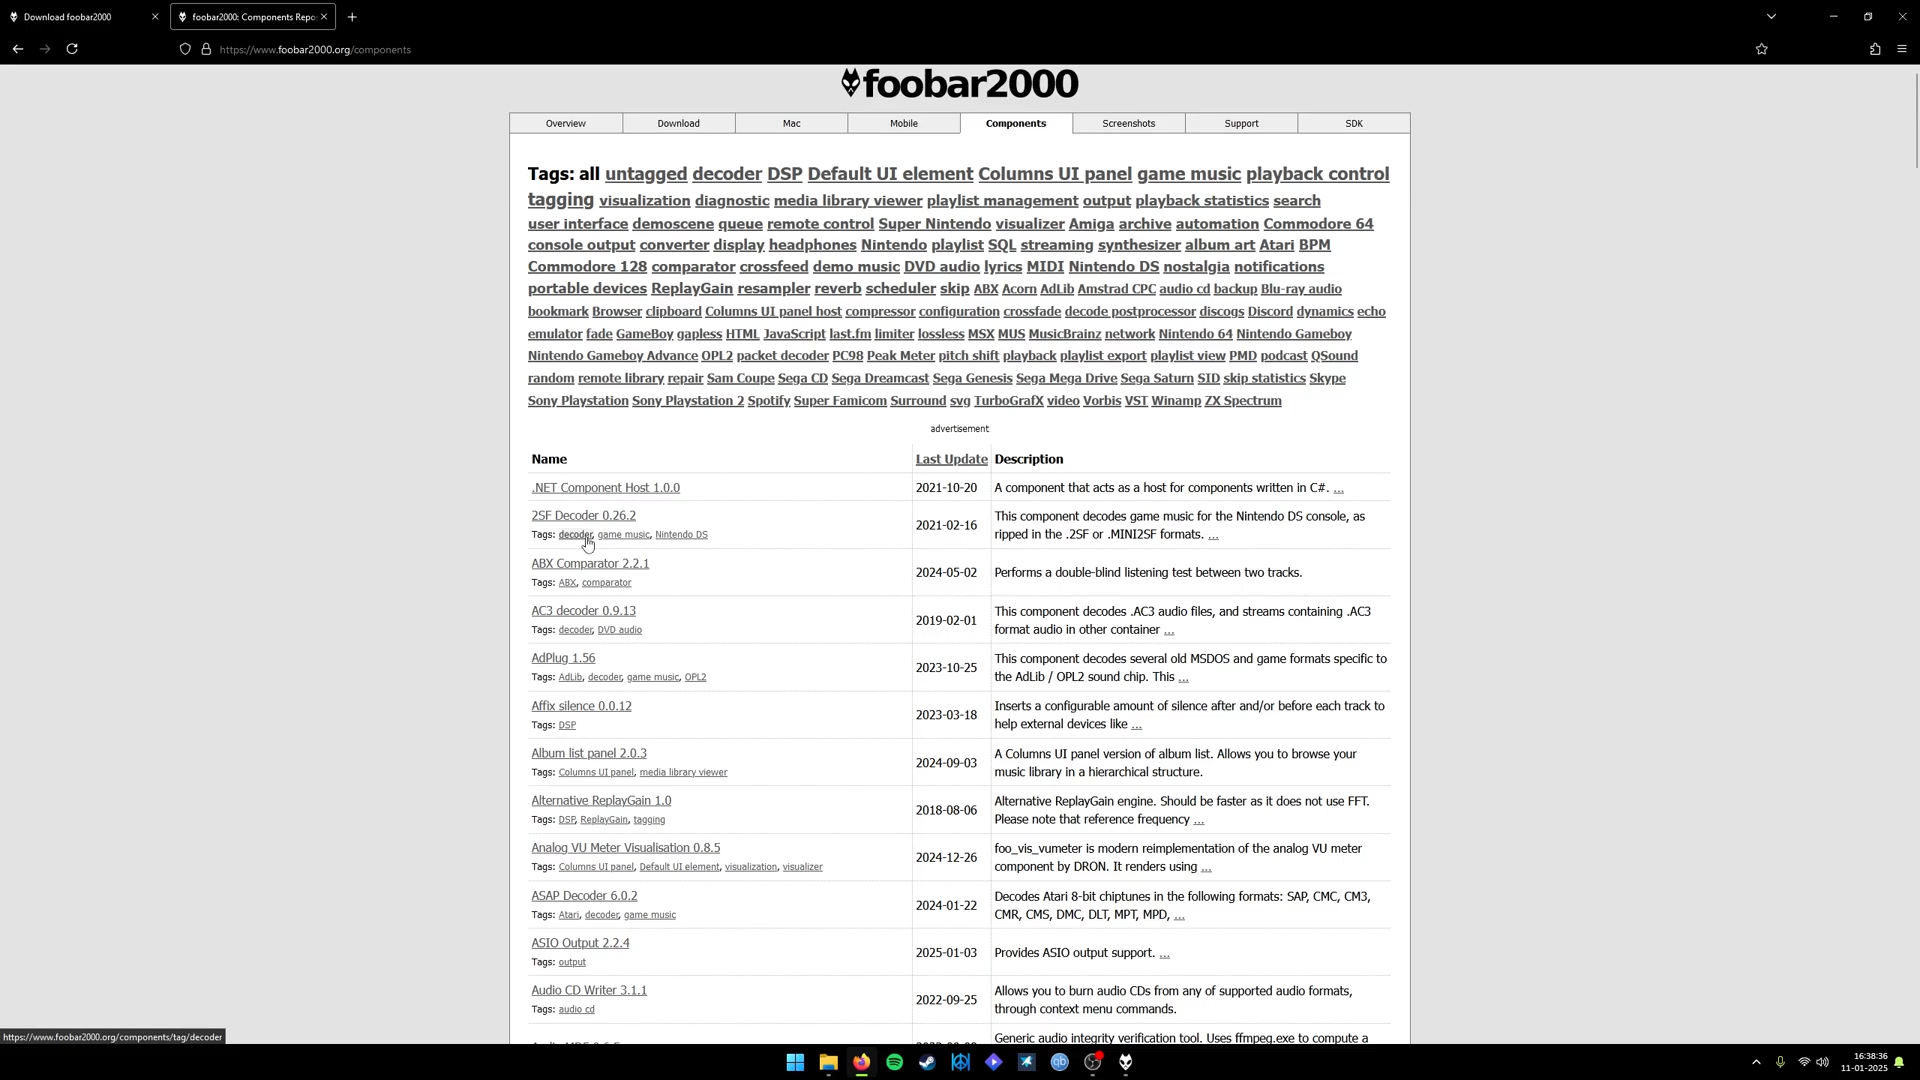 Download foobar2000
foobar2000: Components Repo
https://www.foobar2000.org/components
foobar2000
Overview
Download
Mac
Mobile
Components
Screenshots
Support
SDK
Tags: all untagged decoder DSP Default UI element Columns UI panel game music playback control
tagging visualization diagnostic media library viewer playlist management output playback statistics search
user interface demoscene queue remote control Super Nintendo visualizer Amiga archive automation Commodore 64
console output converter display headphones Nintendo playlist SQL streaming synthesizer album art Atari BPM
Commodore 128 comparator crossfeed demo music DVD audio lyrics MIDI Nintendo DS nostalgia notifications
portable devices ReplayGain resampler reverb scheduler skip ABX Acorn AdLib Amstrad CPC audio cd backup Blu-ray audio
bookmark Browser clipboard Columns UI panel host compressor configuration crossfade decode postprocessor discogs Discord dynamics echo
emulator fade GameBoy gapless HTML JavaScript last.fm limiter lossless MSX MUS MusicBrainz network Nintendo 64 Nintendo Gameboy
Nintendo Gameboy Advance OPL2 packet decoder PC98 Peak Meter pitch shift playback playlist export playlist view PMD podcast QSound
random remote library repair Sam Coupe Sega CD Sega Dreamcast Sega Genesis Sega Mega Drive Sega Saturn SID skip statistics Skype
Sony Playstation Sony Playstation 2 Spotify Super Famicom Surround svg TurboGrafX video Vorbis VST Winamp ZX Spectrum
advertisement
Name
Last Update
Description
.NET Component Host 1.0.0
2021-10-20
A component that acts as a host for components written in C#. ...
2SF Decoder 0.26.2
Tags: decoder, game music, Nintendo DS
2021-02-16
This component decodes game music for the Nintendo DS console, as
ripped in the .2SF or .MINI2SF formats. ...
ABX Comparator 2.2.1
Tags: ABX, comparator
2024-05-02
Performs a double-blind listening test between two tracks.
AC3 decoder 0.9.13
Tags: decoder, DVD audio
2019-02-01
This component decodes .AC3 audio files, and streams containing .AC3
format audio in other container ...
AdPlug 1.56
Tags: AdLib, decoder, game music, OPL2
2023-10-25
This component decodes several old MSDOS and game formats specific to
the AdLib / OPL2 sound chip. This ...
Affix silence 0.0.12
Tags: DSP
2023-03-18
Inserts a configurable amount of silence after and/or before each track to
help external devices like ...
Album list panel 2.0.3
Tags: Columns UI panel, media library viewer
2024-09-03
A Columns UI panel version of album list. Allows you to browse your
music library in a hierarchical structure.
Alternative ReplayGain 1.0
Tags: DSP, ReplayGain, tagging
2018-08-06
Alternative ReplayGain engine. Should be faster as it does not use FFT.
Please note that reference frequency ...
Analog VU Meter Visualisation 0.8.5
Tags: Columns UI panel, Default UI element, visualization, visualizer
2024-12-26
foo_vis_vumeter is modern reimplementation of the analog VU meter
component by DRON. It renders using ...
ASAP Decoder 6.0.2
Tags: Atari, decoder, game music
2024-01-22
Decodes Atari 8-bit chiptunes in the following formats: SAP, CMC, CM3,
CMR, CMS, DMC, DLT, MPT, MPD, ...
ASIO Output 2.2.4
Tags: output
2025-01-03
Provides ASIO output support. ...
Audio CD Writer 3.1.1
Tags: audio cd
2022-09-25
Allows you to burn audio CDs from any of supported audio formats,
through context menu commands.
Generic audio integrity verification tool. Uses ffmpeg.exe to compute a
https://www.foobar2000.org/components/tag/decoder
16:38:36
11-01-2025